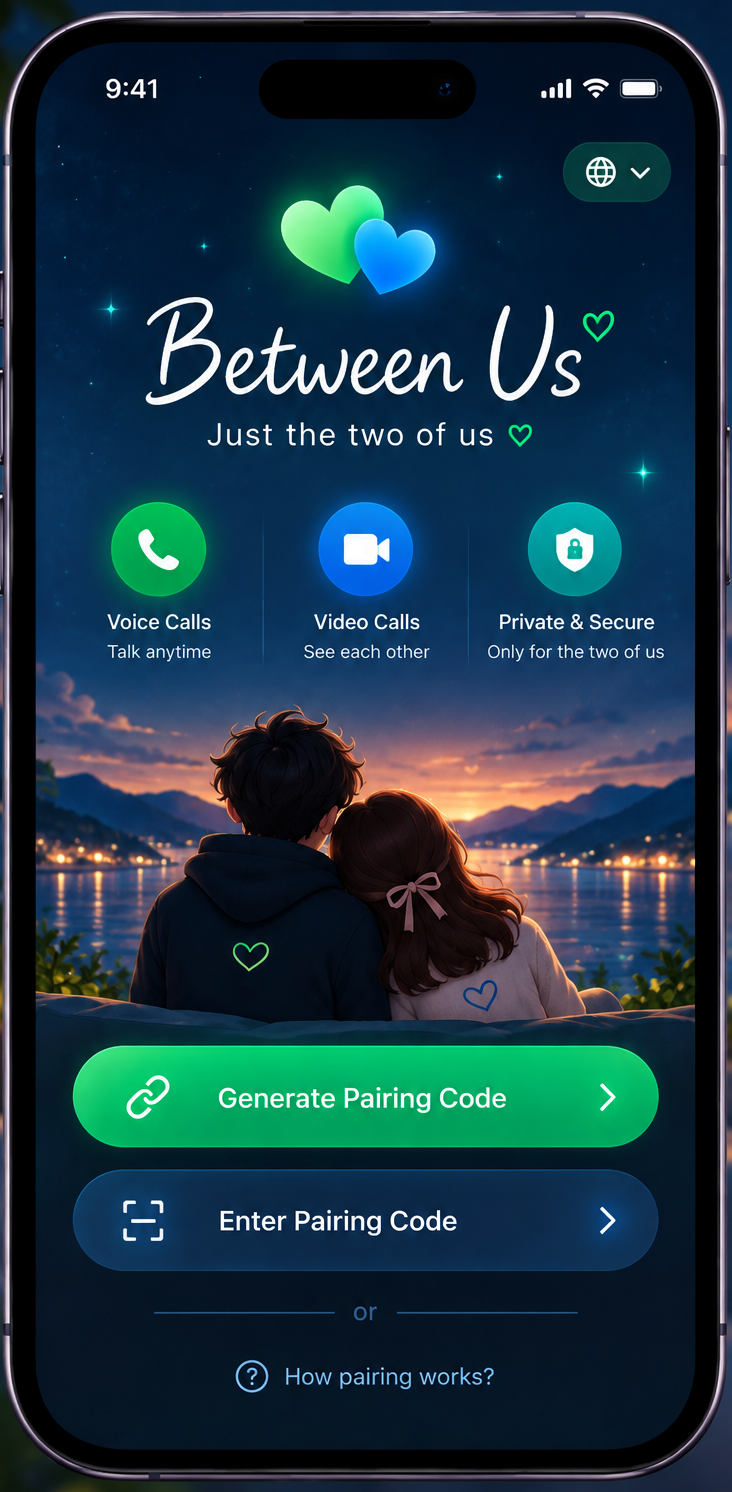 9:41
Between Us
Just the two of us
Voice Calls
Talk anytime
Video Calls
See each other
Private & Secure
Only for the two of us
Generate Pairing Code
Enter Pairing Code
or
How pairing works?